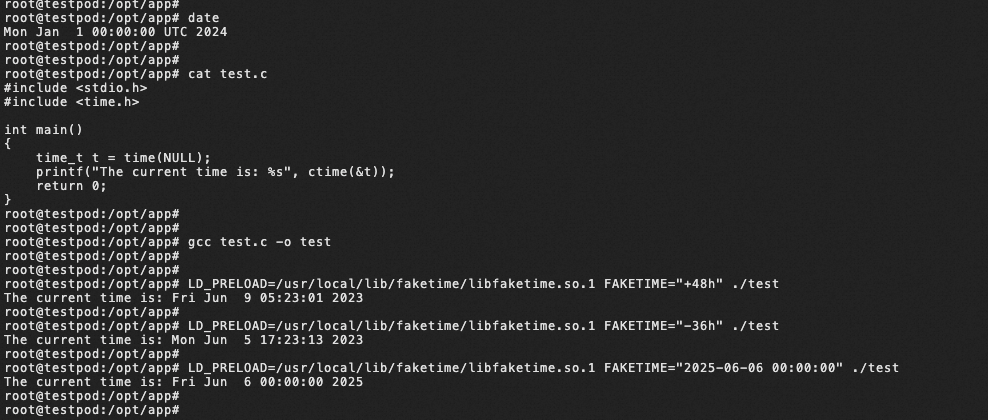 root@testpod:/opt/app#
root@testpod:/opt/app# date
Mon Jan  1 00:00:00 UTC 2024
root@testpod:/opt/app#
root@testpod:/opt/app#
root@testpod:/opt/app# cat test.c
#include <stdio.h>
#include <time.h>

int main()
{
    time_t t = time(NULL);
    printf("The current time is: %s", ctime(&t));
    return 0;
}
root@testpod:/opt/app#
root@testpod:/opt/app#
root@testpod:/opt/app# gcc test.c -o test
root@testpod:/opt/app#
root@testpod:/opt/app#
root@testpod:/opt/app# LD_PRELOAD=/usr/local/lib/faketime/libfaketime.so.1 FAKETIME="+48h" ./test
The current time is: Fri Jun  9 05:23:01 2023
root@testpod:/opt/app#
root@testpod:/opt/app# LD_PRELOAD=/usr/local/lib/faketime/libfaketime.so.1 FAKETIME="-36h" ./test
The current time is: Mon Jun  5 17:23:13 2023
root@testpod:/opt/app#
root@testpod:/opt/app# LD_PRELOAD=/usr/local/lib/faketime/libfaketime.so.1 FAKETIME="2025-06-06 00:00:00" ./test
The current time is: Fri Jun  6 00:00:00 2025
root@testpod:/opt/app#
root@testpod:/opt/app#